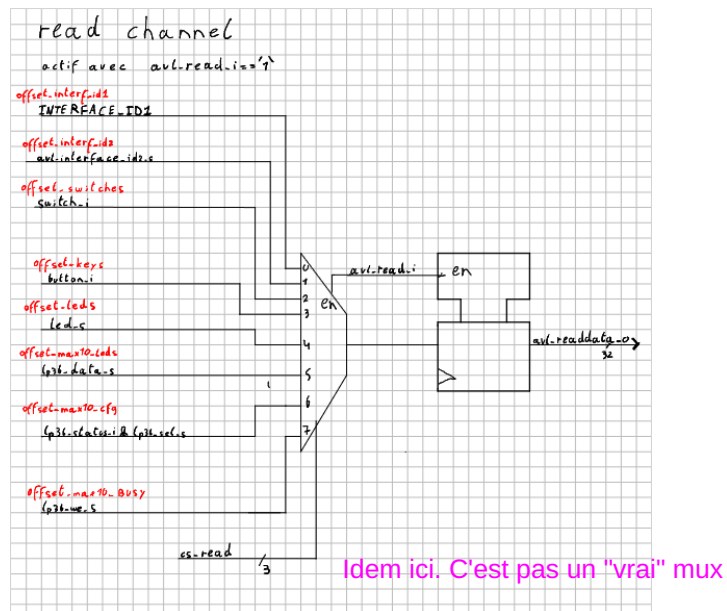 read channel
actif avec avl_read_i=='1'
offset_interf_id1
INTERFACE_ID1
offset_interf_id2
avl_interface_id2_s
offset_switches
switch_i
offset_keys
button_i
offset_leds
led_s
offset_max10_leds
lp36_data_s
offset_max10_cfg
lp36_status_i & lp36_sel_s
offset_max10_BUSY
lp36_we_s
cs_read
3
0
1
2
3
4
5
6
7
en
avl_read_i
en
avl_readdata_o
32
Idem ici. C'est pas un "vrai" mux